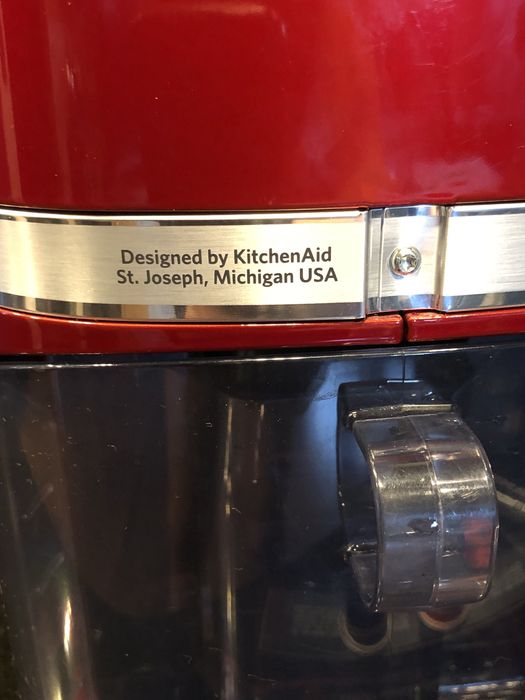 Designed by KitchenAid
St. Joseph, Michigan USA